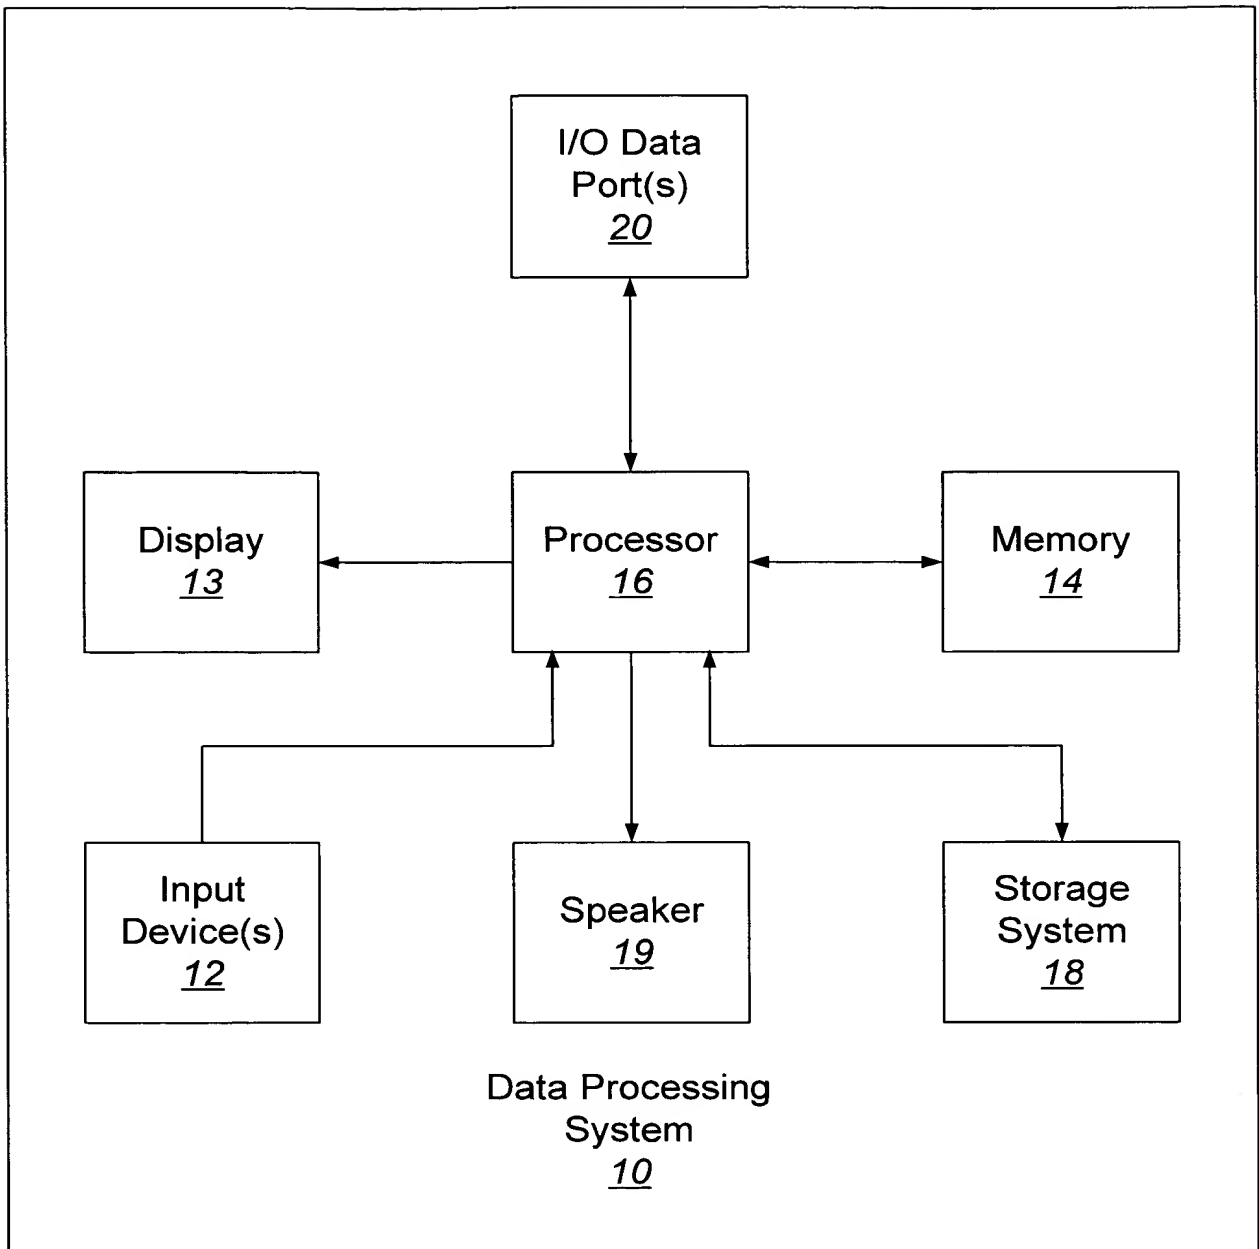 I/O Data
Port(s)
20
Display
13
Processor
16
Memory
14
Input
Device(s)
12
Speaker
19
Storage
System
18
Data Processing
System
10